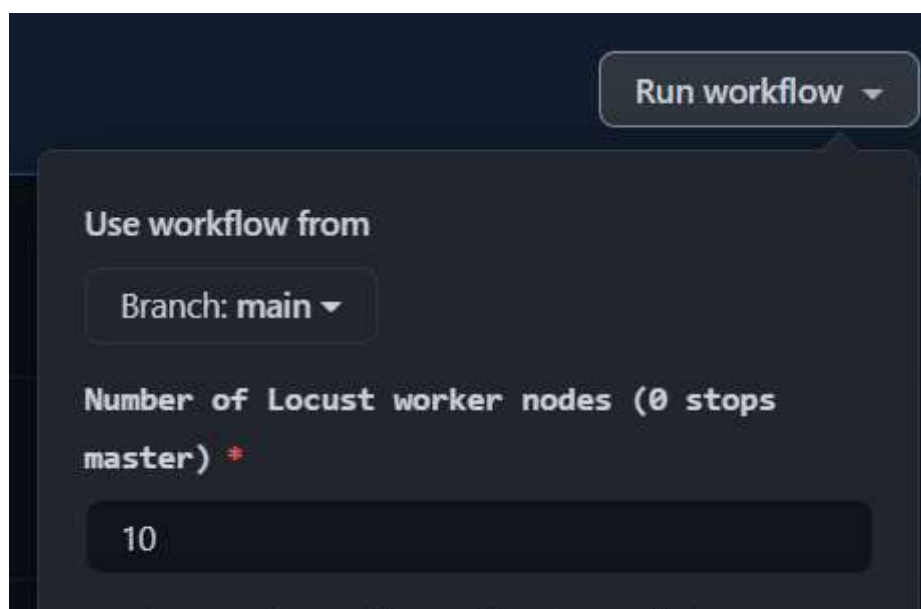 Run workflow
Use workflow from
Branch: main
Number of Locust worker nodes (0 stops
master) *
10